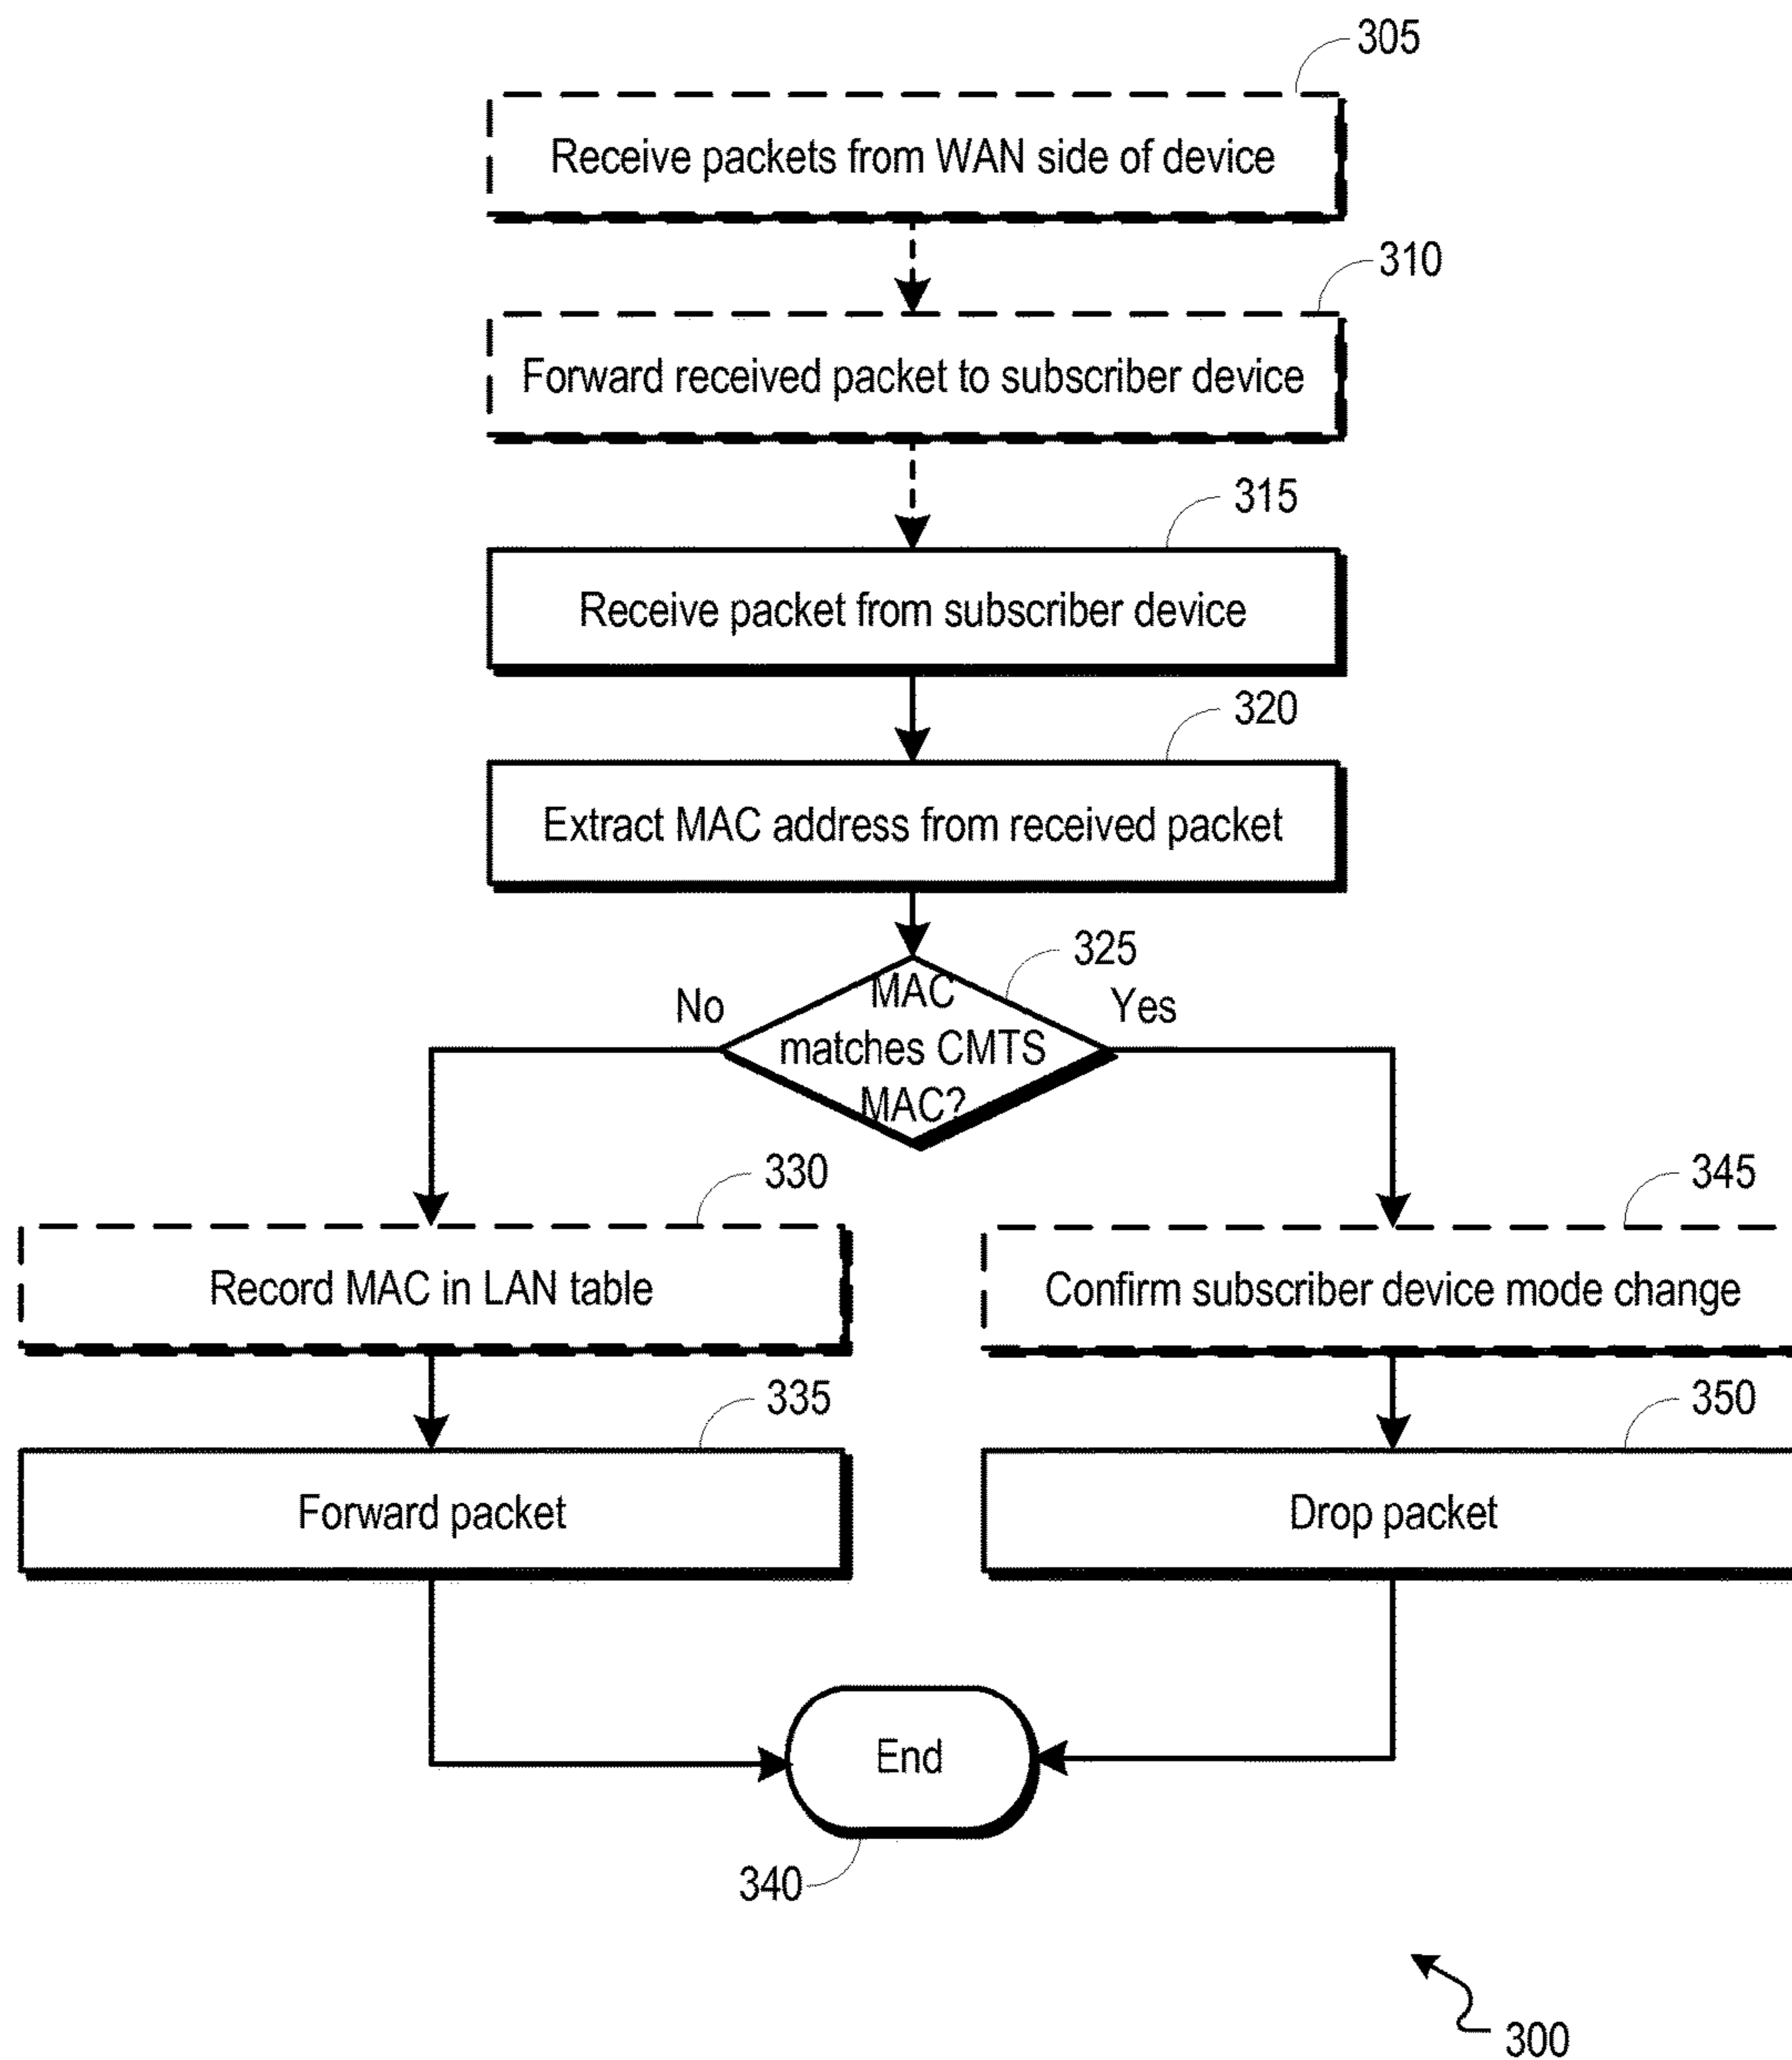 305
Receive packets from WAN side of device
310
Forward received packet to subscriber device
315
Receive packet from subscriber device
320
Extract MAC address from received packet
325
No
Yes
MAC
matches CMTS
MAC?
330
345
Record MAC in LAN table
Confirm subscriber device mode change
335
350
Forward packet
Drop packet
End
340
300